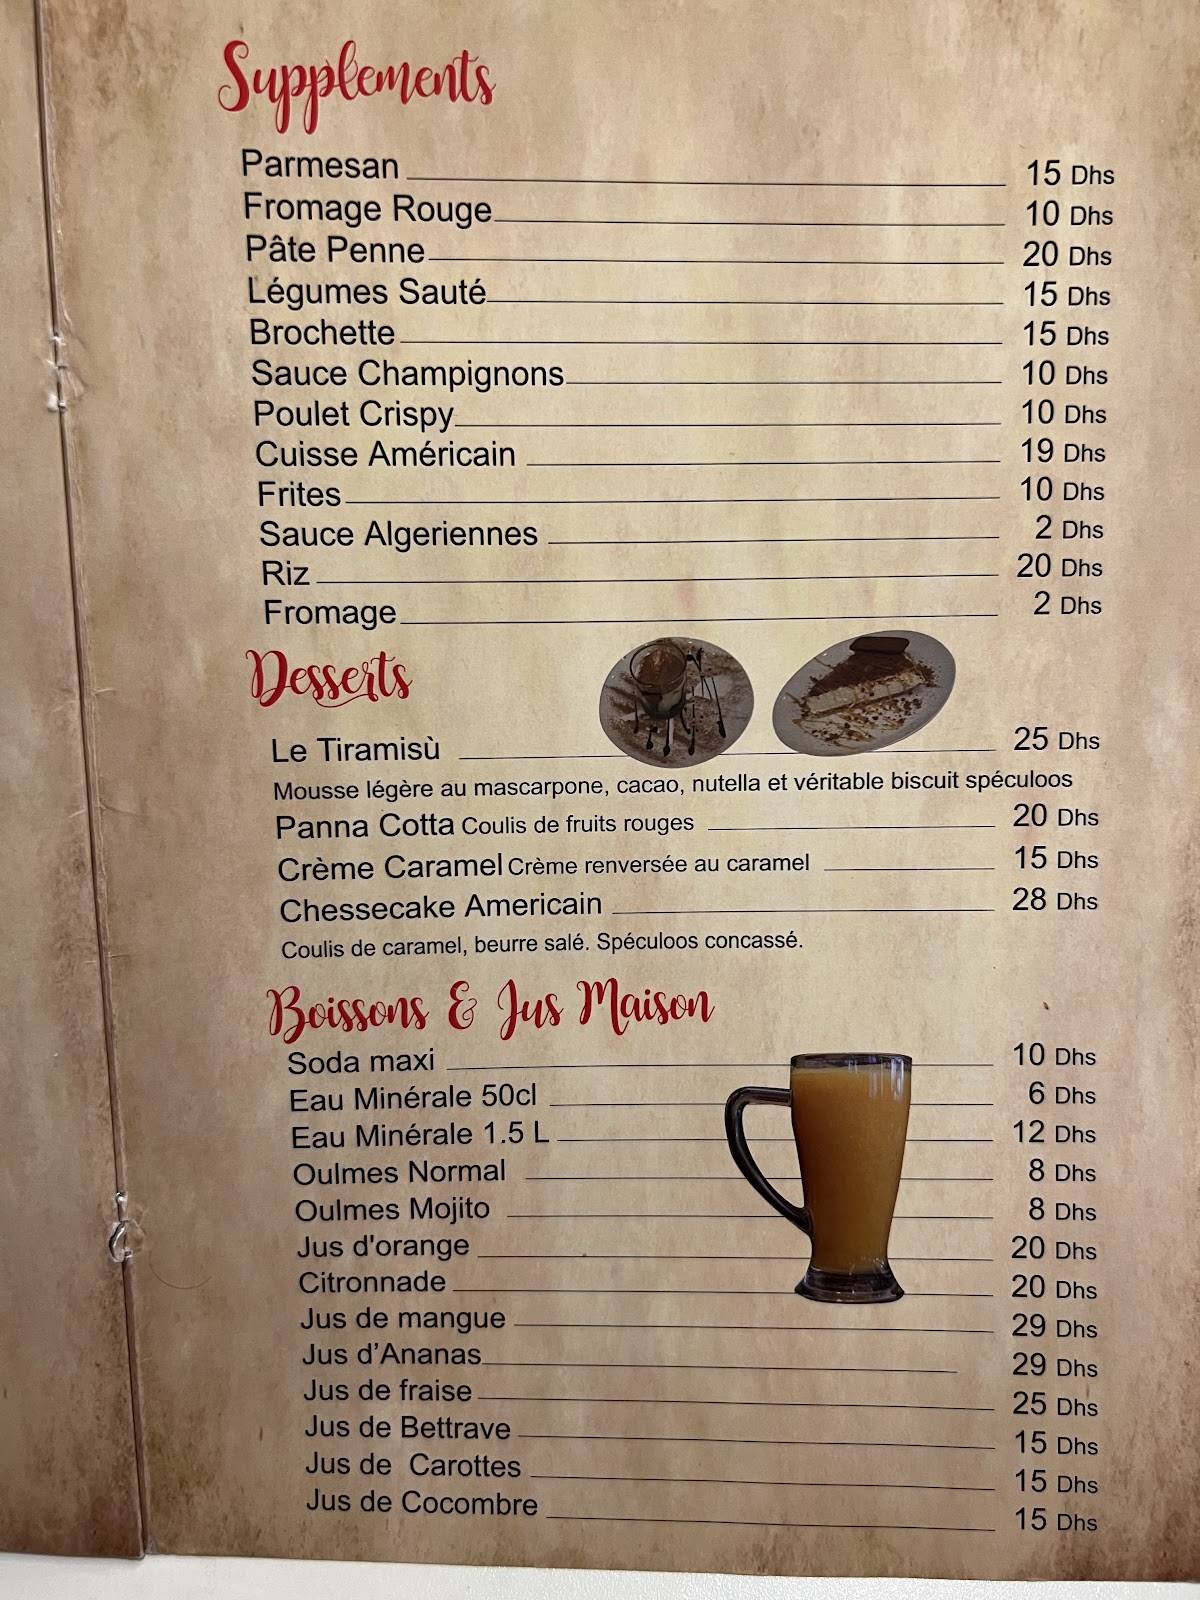 Supplements
Parmesan 15 Dhs
Fromage Rouge 10 Dhs
Pâte Penne 20 Dhs
Légumes Sauté 15 Dhs
Brochette 15 Dhs
Sauce Champignons 10 Dhs
Poulet Crispy 10 Dhs
Cuisse Américain 19 Dhs
Frites 10 Dhs
Sauce Algeriennes 2 Dhs
Riz 20 Dhs
Fromage 2 Dhs
Desserts
Le Tiramisù 25 Dhs
Mousse légère au mascarpone, cacao, nutella et véritable biscuit spéculoos
Panna Cotta Coulis de fruits rouges 20 Dhs
Crème Caramel Crème renversée au caramel 15 Dhs
Chessecake Americain 28 Dhs
Coulis de caramel, beurre salé. Spéculoos concassé.
Boissons & Jus Maison
Soda maxi 10 Dhs
Eau Minérale 50cl 6 Dhs
Eau Minérale 1.5 L 12 Dhs
Oulmes Normal 8 Dhs
Oulmes Mojito 8 Dhs
Jus d'orange 20 Dhs
Citronnade 20 Dhs
Jus de mangue 29 Dhs
Jus d’Ananas 29 Dhs
Jus de fraise 25 Dhs
Jus de Bettrave 15 Dhs
Jus de Carottes 15 Dhs
Jus de Cocombre 15 Dhs